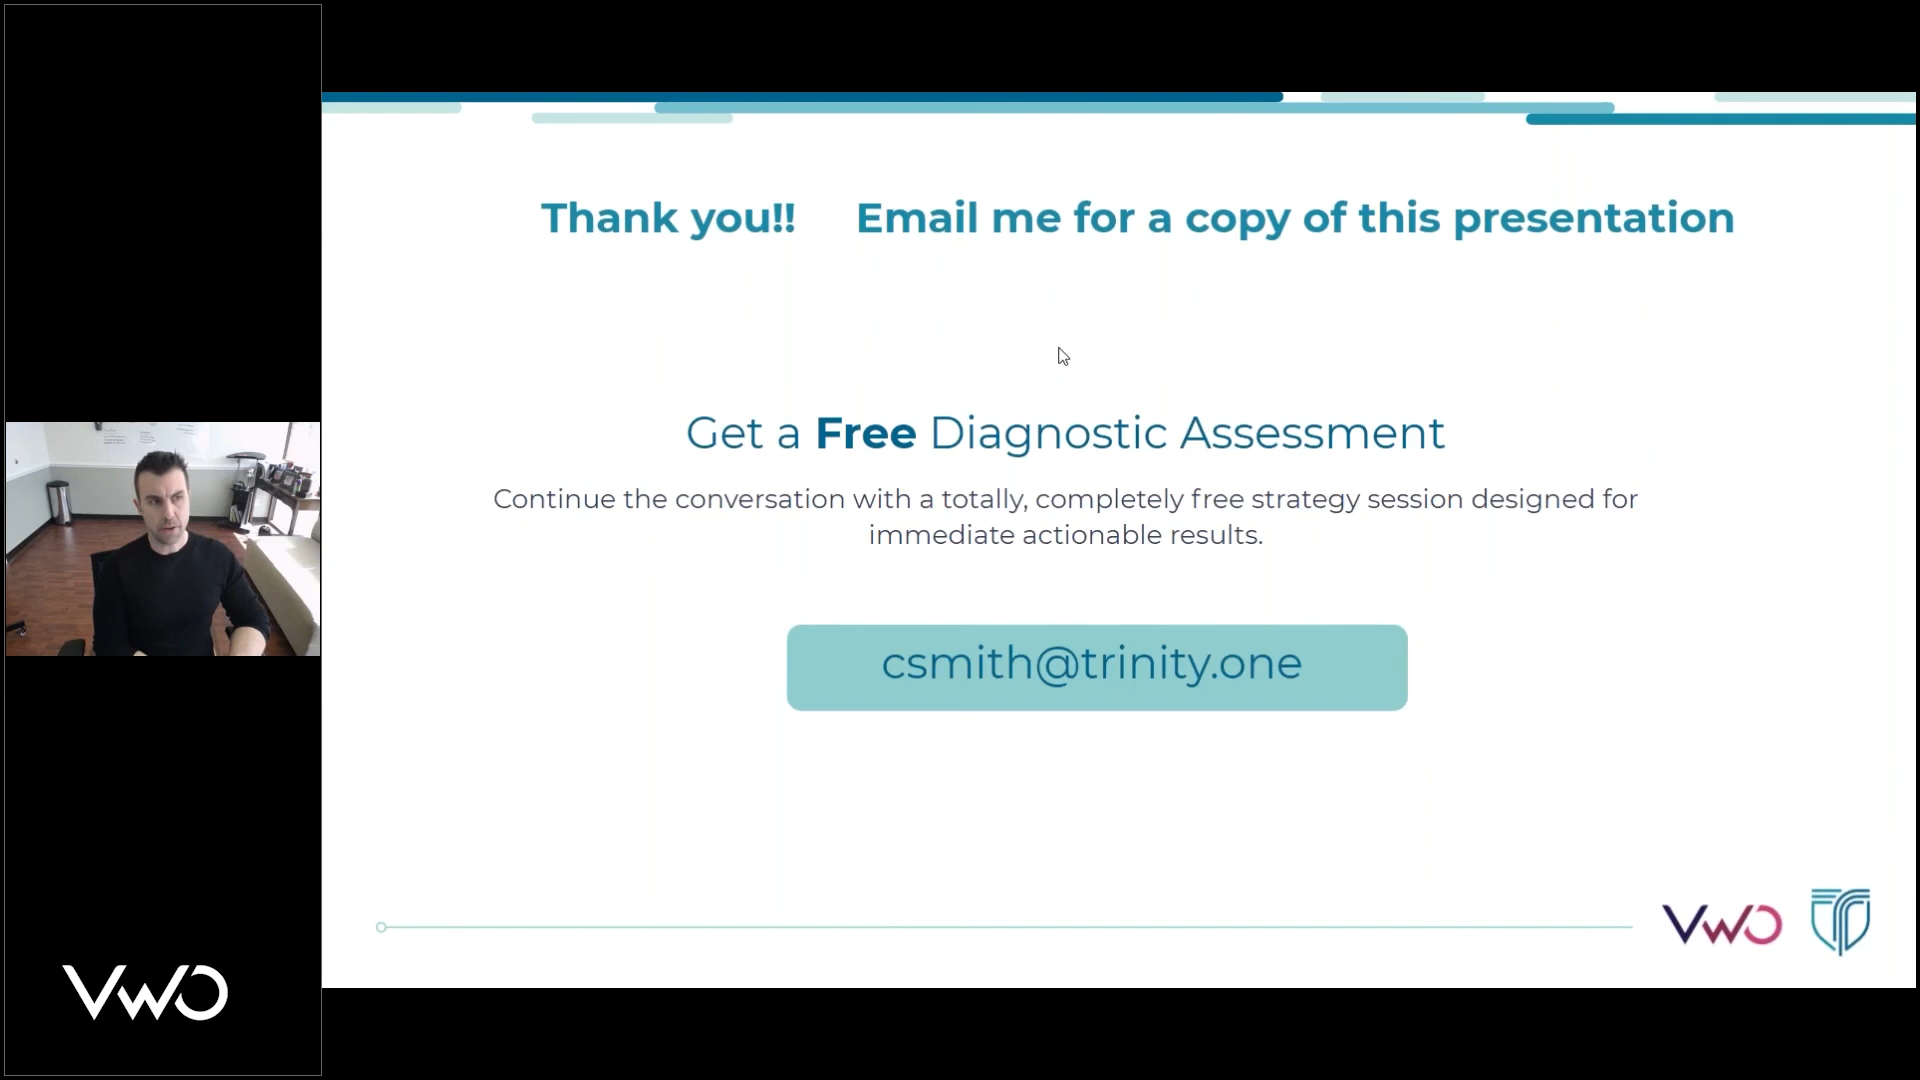 Thank you!! Email me for a copy of this presentation
Get a Free Diagnostic Assessment
Continue the conversation with a totally, completely free strategy session designed for
immediate actionable results.
csmith@trinity.one
VWO
VWO